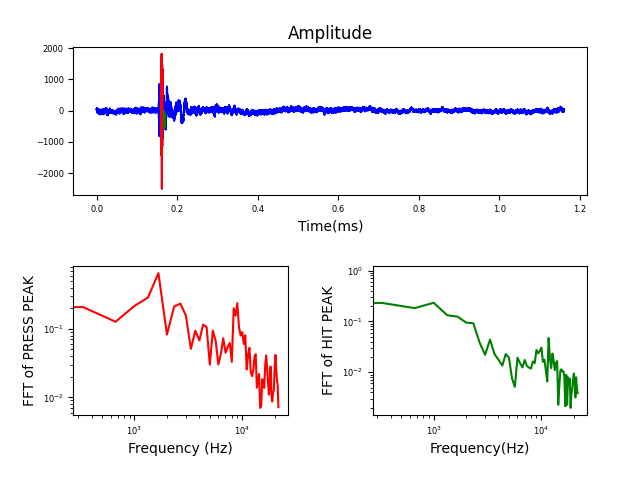 Amplitude
2000
1000
0
−1000
−2000
0.0 0.2 0.4 0.6 0.8 1.0 1.2
Time(ms)
FFT of PRESS PEAK
10⁻¹
10⁻²
10³ 10⁴
Frequency (Hz)
FFT of HIT PEAK
10⁰
10⁻¹
10⁻²
10³ 10⁴
Frequency(Hz)